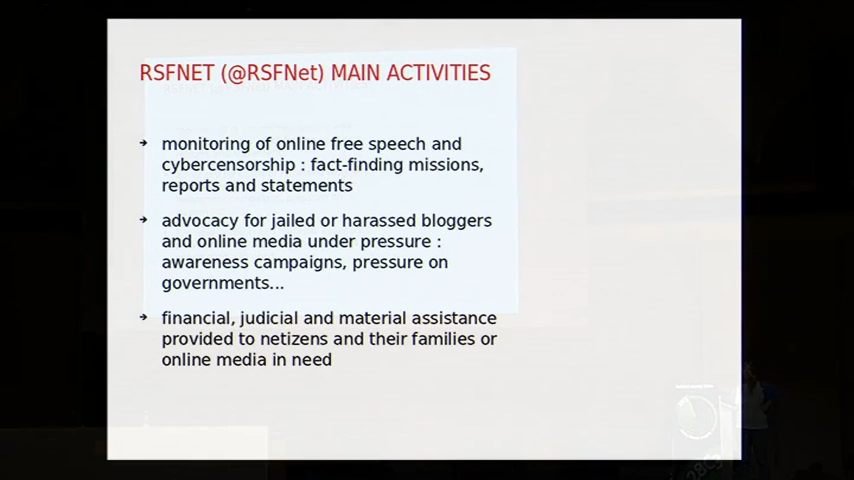 RSFNET (@RSFNet) MAIN ACTIVITIES
monitoring of online free speech and
cybercensorship : fact-finding missions,
reports and statements
advocacy for jailed or harassed bloggers
and online media under pressure :
awareness campaigns, pressure on
governments...
financial, judicial and material assistance
provided to netizens and their families or
online media in need